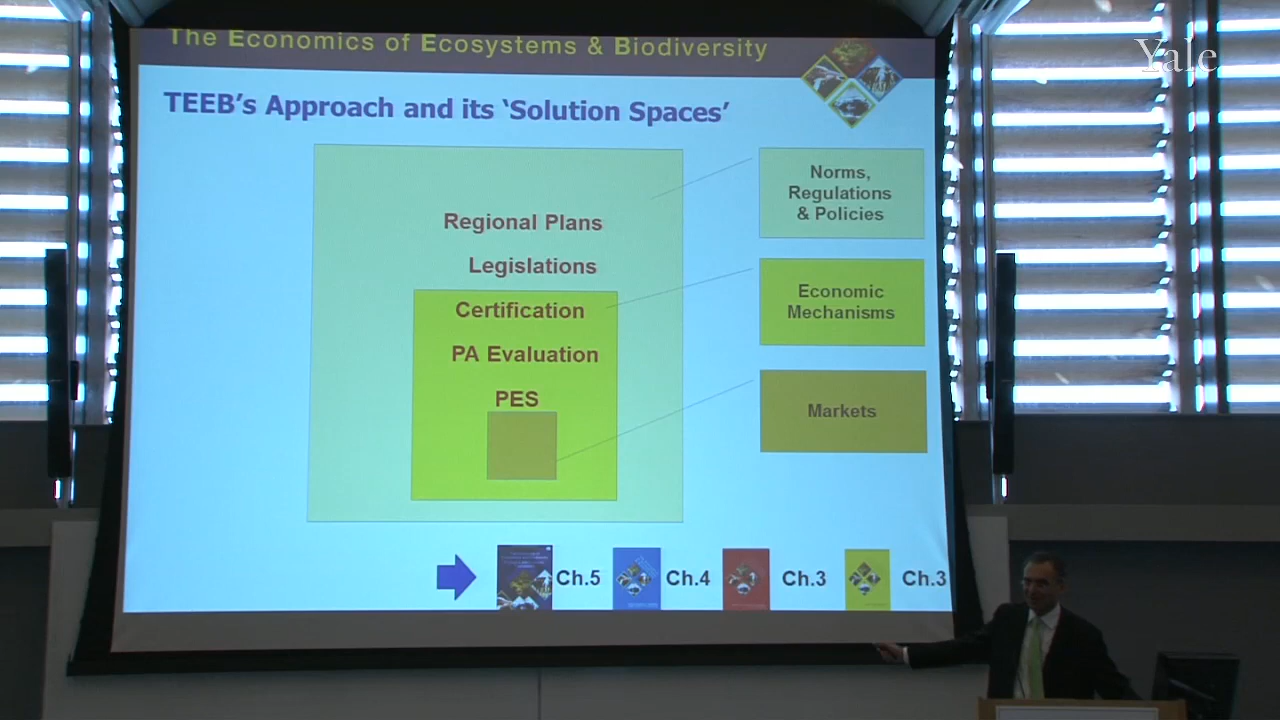 The Economics of Ecosystems & Biodiversity
Yale
TEEB's Approach and its 'Solution Spaces'
Regional Plans
Legislations
Certification
PA Evaluation
PES
Norms,
Regulations
& Policies
Economic
Mechanisms
Markets
Ch.5
Ch.4
Ch.3
Ch.3